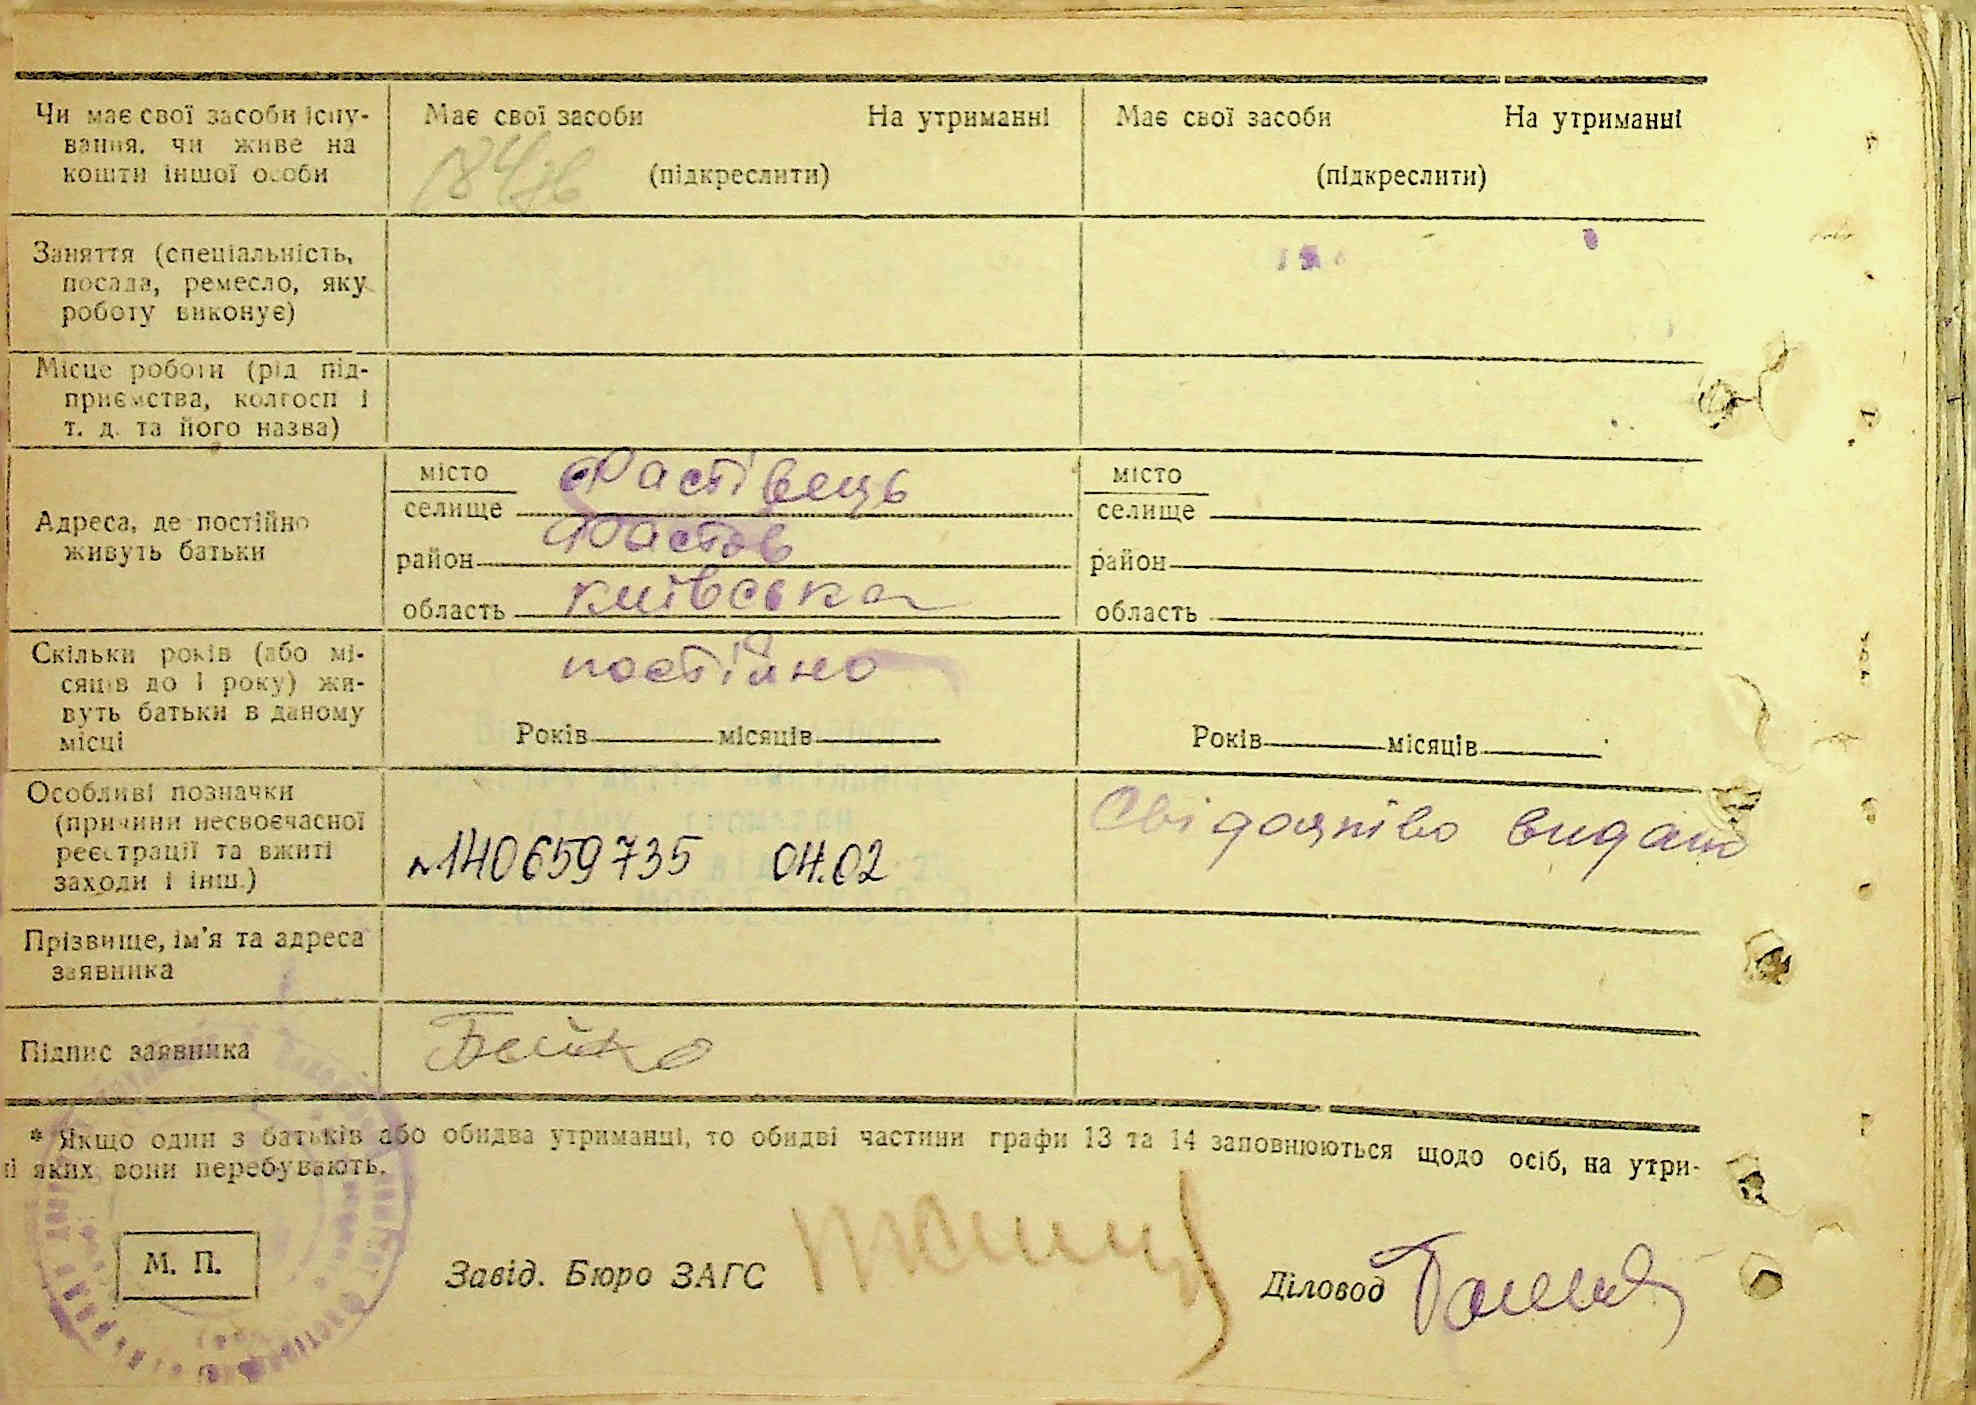 Чи має свої засоби існу-
вання, чи живе на
кошти іншої особи
Має свої засоби На утриманні
(підкреслити)
Має свої засоби На утриманні
(підкреслити)
Заняття (спеціальність,
посада, ремесло, яку
роботу виконує)
Місце роботи (рід під-
приємства, колгосп і
т. д. та його назва)
Адреса, де постійно
живуть батьки
місто
селище Фастівець
район Фастів
область Київська
місто
селище
район
область
Скільки років (або мі-
сяців до 1 року) жи-
вуть батьки в даному
місці
постійно
Років місяців
Років місяців
Особливі позначки
(причини несвоєчасної
реєстрації та вжиті
заходи і інш.)
№140659735 04.02
Свідоцтво видано
Прізвище, ім'я та адреса
заявника
Підпис заявника
* Якщо один з батьків або обидва утриманці, то обидві частини графи 13 та 14 заповнюються щодо осіб, на утри-
і яких вони перебувають.
М. П.
Завід. Бюро ЗАГС
Діловод